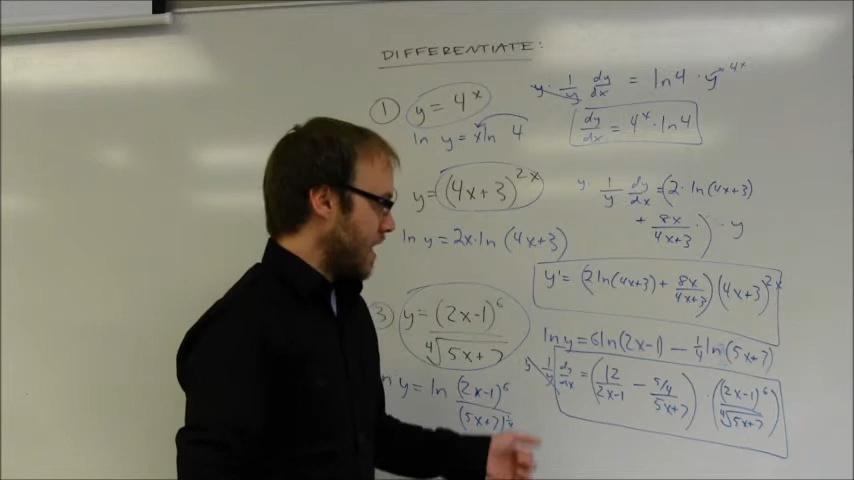 DIFFERENTIATE:
① y = 4^x
ln y = x ln 4
y · 1/y dy/dx = ln 4 · y 4^x
dy/dx = 4^x · ln 4
y = (4x+3)^2x
ln y = 2x · ln (4x+3)
y · 1/y dy/dx = (2 · ln (4x+3)
+ 8x/4x+3 ·) · y
y' = (2 ln(4x+3) + 8x/4x+3)(4x+3)^2x
3) y = (2x-1)^6 / ∜5x+7
n y = ln (2x-1)^6 / (5x+7)^1/4
ln y = 6 ln (2x-1) - 1/4 ln (5x+7)
y 1/y dy/dx = (12/2x-1 - 5/4/5x+7) · ((2x-1)^6/∜5x+7)